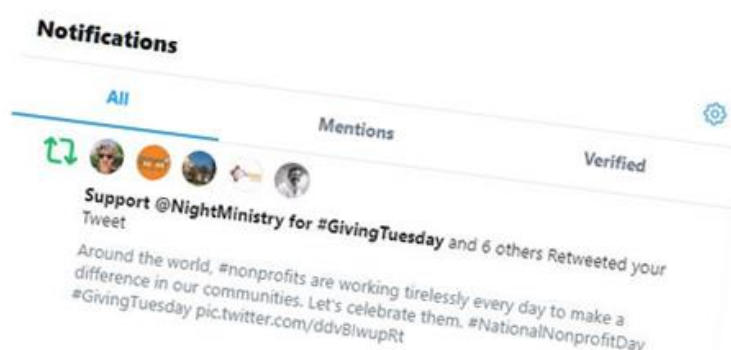 Notifications
All
Mentions
Verified
Support @NightMinistry for #GivingTuesday and 6 others Retweeted your
Tweet
Around the world, #nonprofits are working tirelessly every day to make a
difference in our communities. Let's celebrate them. #NationalNonprofitDay
#GivingTuesday pic.twitter.com/ddvBlwupRt